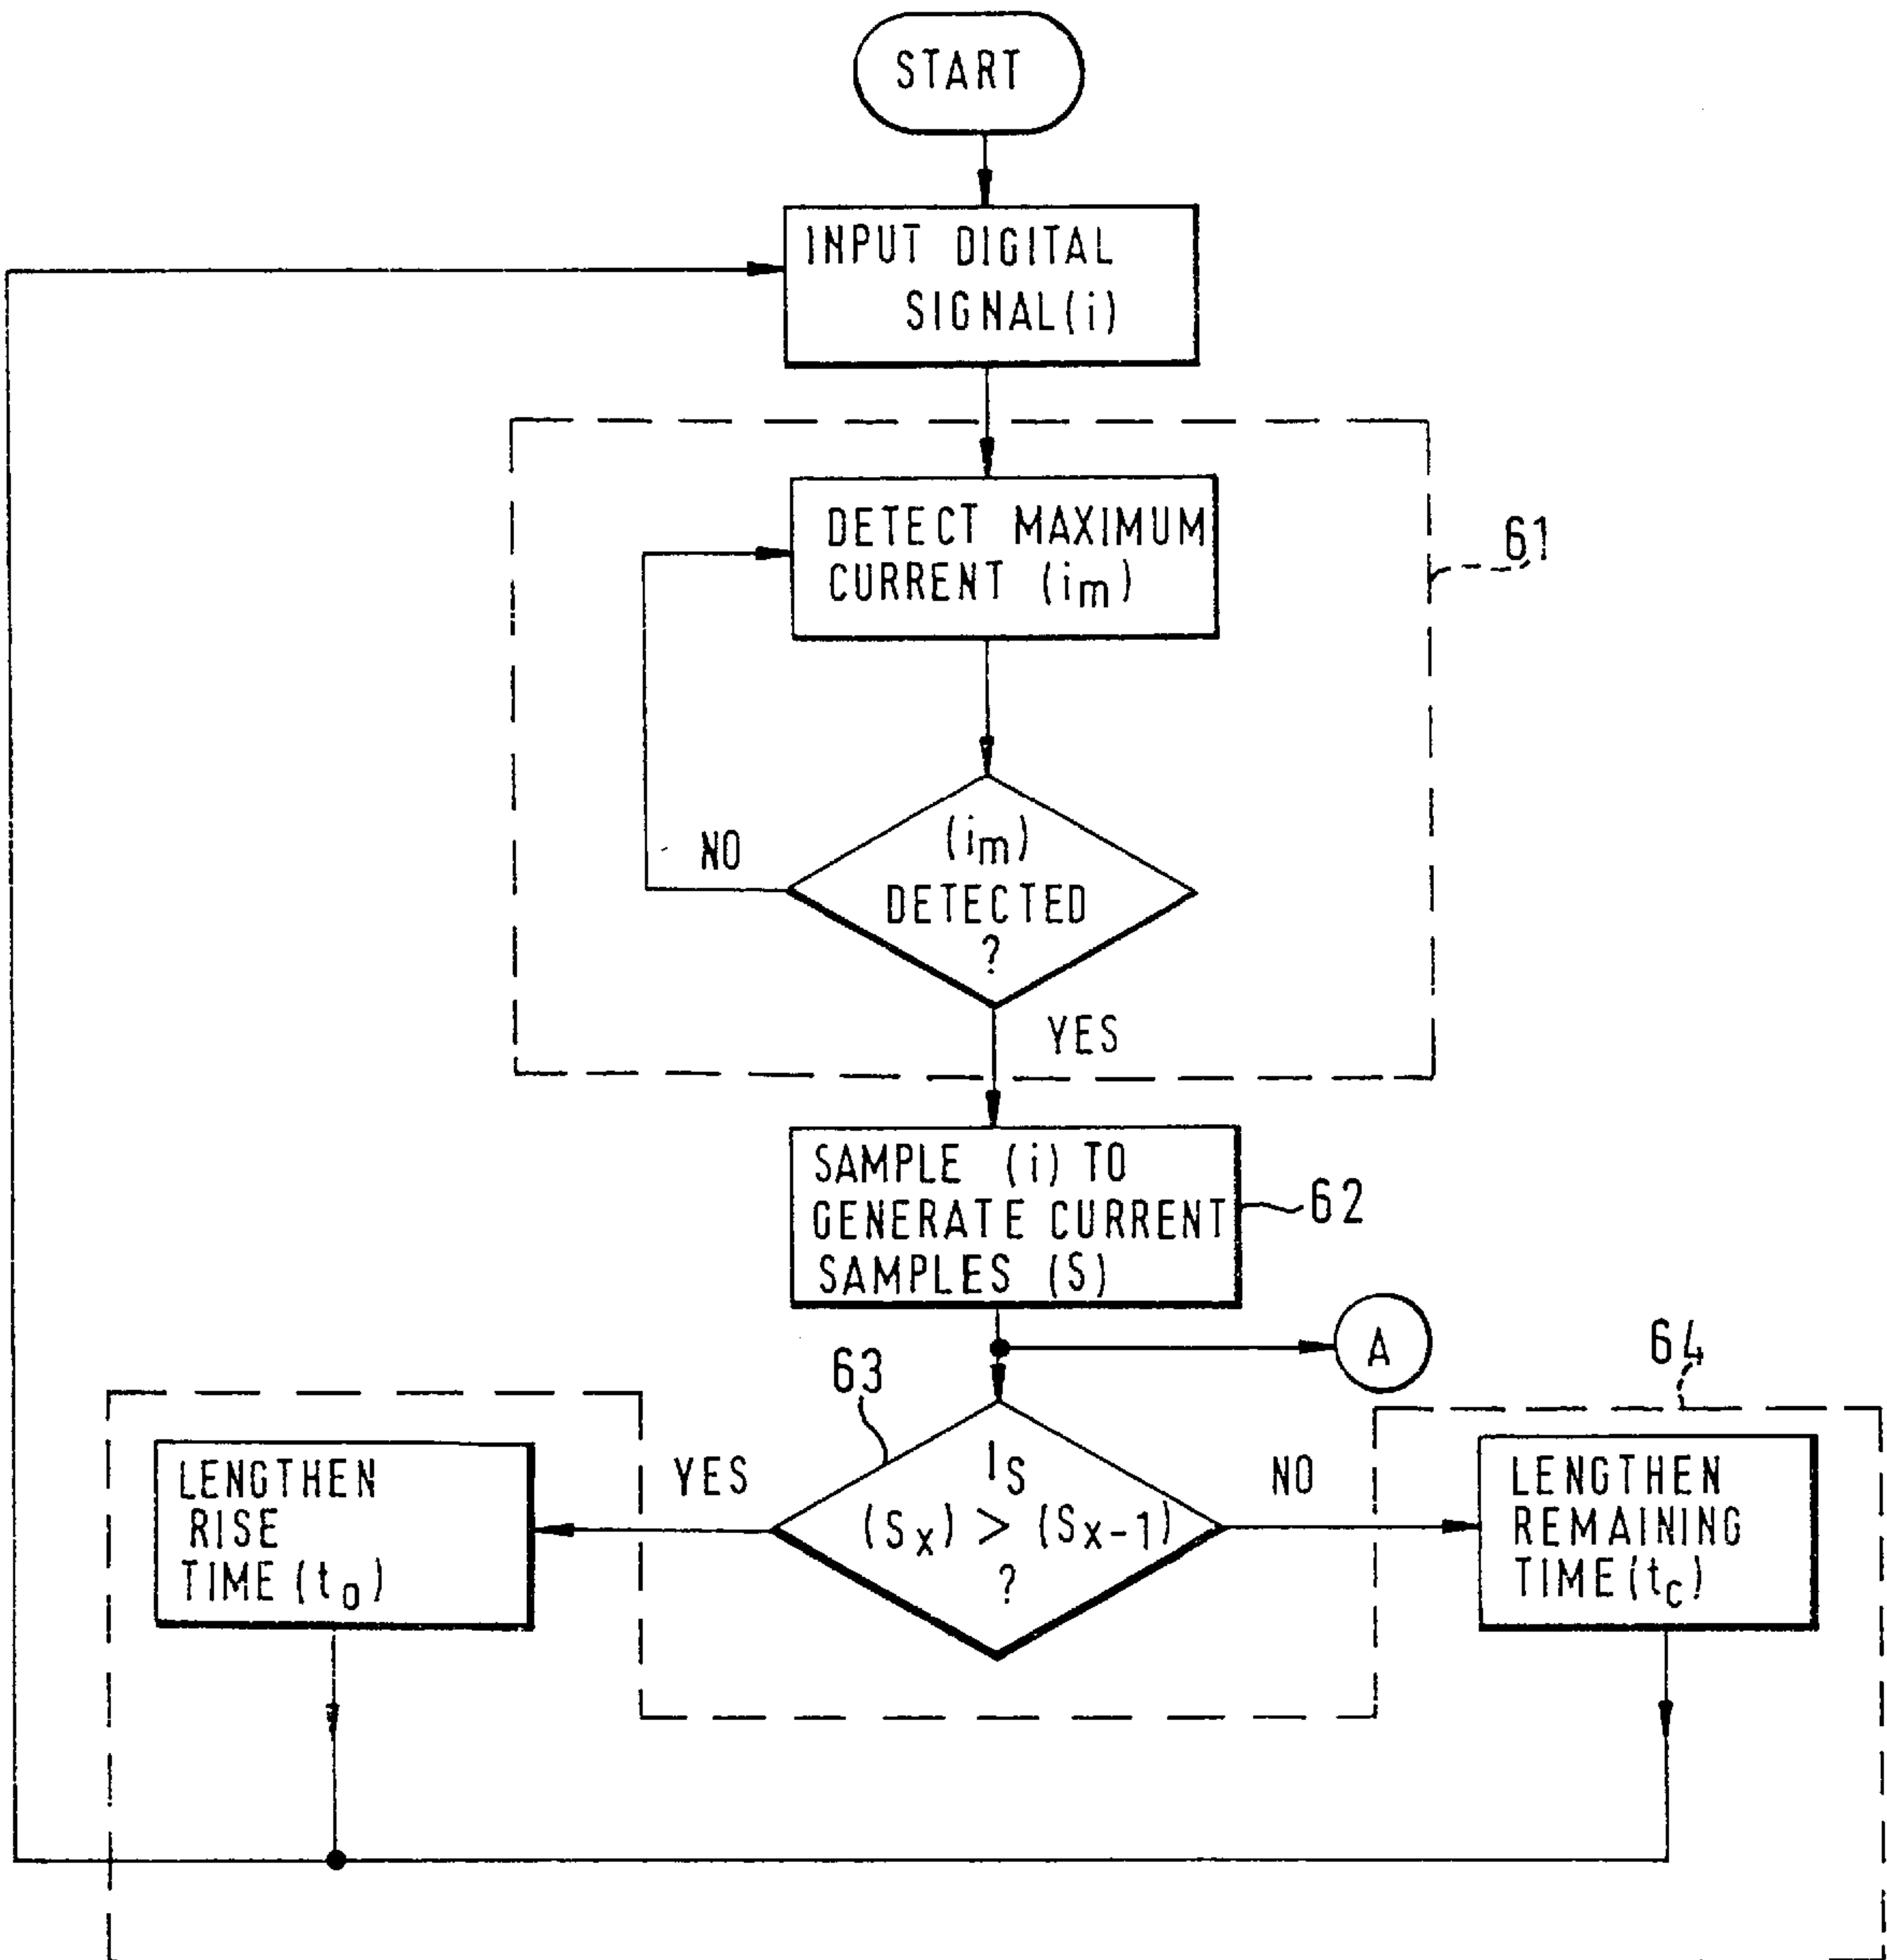 START
INPUT DIGITAL
SIGNAL(i)
DETECT MAXIMUM
CURRENT (im)
61
NO
(im)
DETECTED
?
YES
SAMPLE (i) TO
GENERATE CURRENT
SAMPLES (S)
62
A
63
64
LENGTHEN
RISE
TIME(to)
YES
IS
(Sx) > (Sx-1)
?
NO
LENGTHEN
REMAINING
TIME(tc)